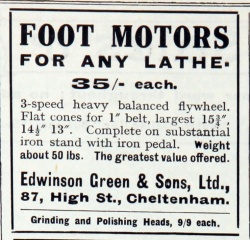 FOOT MOTORS
FOR ANY LATHE.
35/- each.
3-speed heavy balanced flywheel.
Flat cones for 1" belt, largest 15¾",
14½" 13". Complete on substantial
iron stand with iron pedal. Weight
about 50 lbs. The greatest value offered.
Edwinson Green & Sons, Ltd.,
87, High St., Cheltenham.
Grinding and Polishing Heads, 9/9 each.